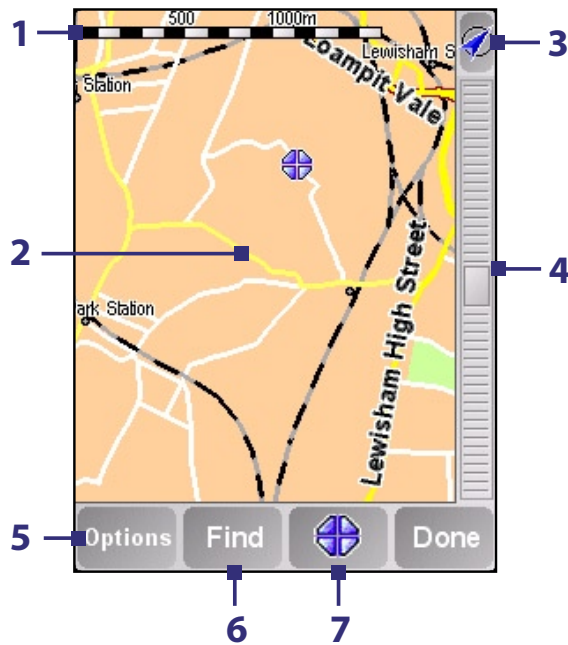 500 1000m
1
Lewisham S
3
Loampit Vale
Station
2
4
ark Station
Lewisham High Street
5
Options Find Done
6 7